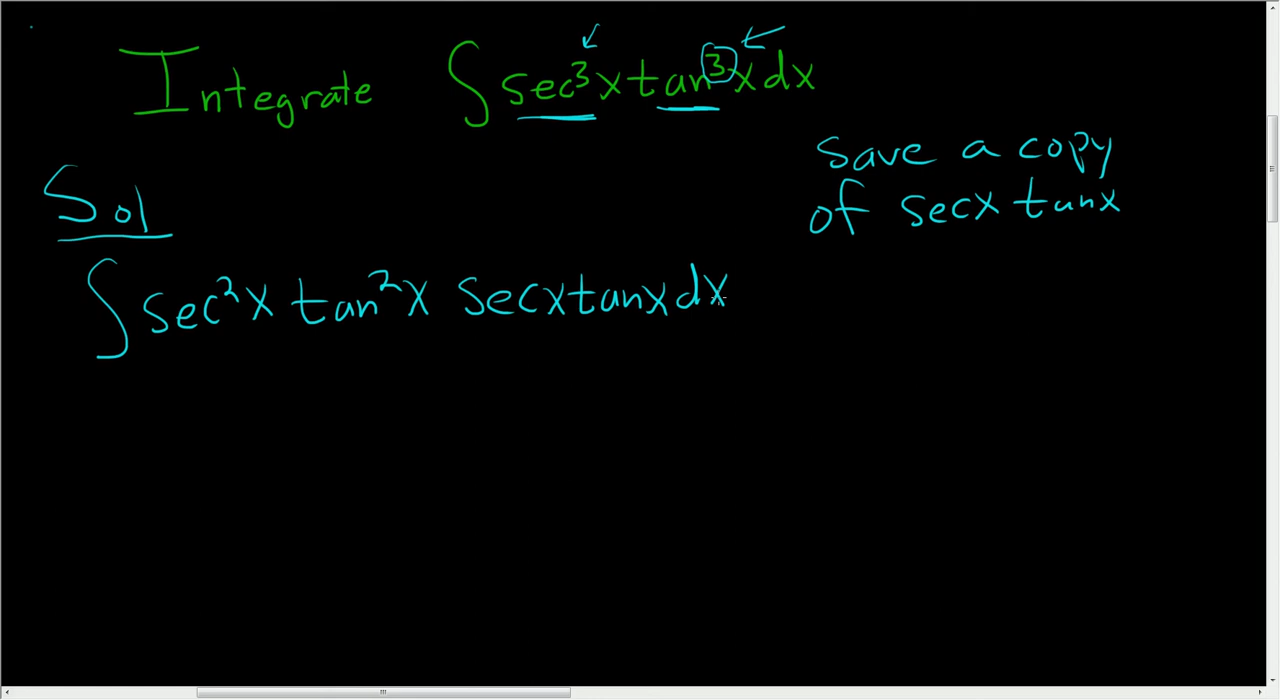 Integrate ∫ sec³x tan³x dx
save a copy
of secx tanx
Sol
∫ sec²x tan²x secx tanx dx